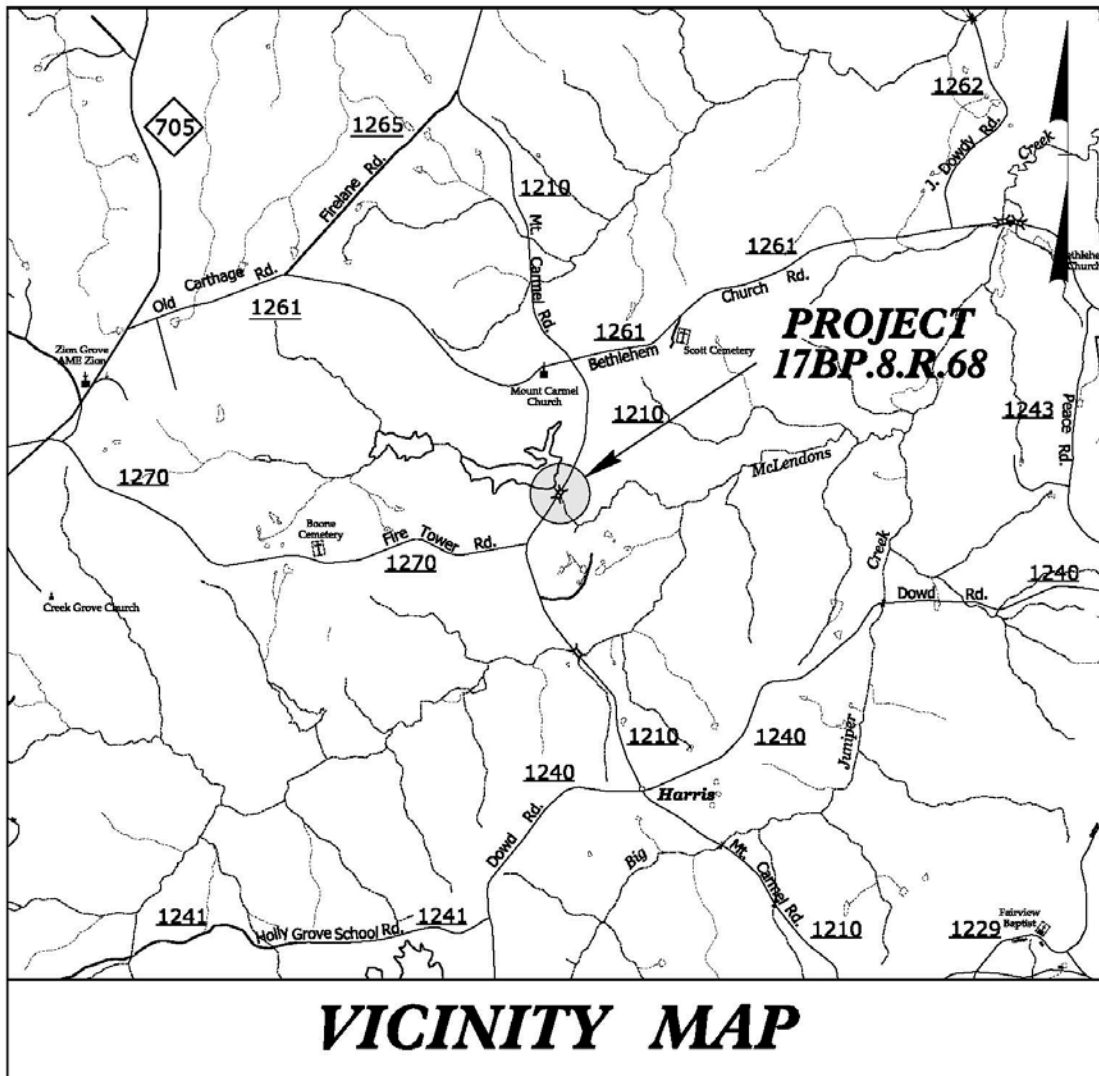 1262
705
1265
Creek
J. Dowdy Rd.
Firelane Rd.
1210
Mt. Carmel Rd.
1261
Old Carthage Rd.
Church Rd.
Church
1261
1261
PROJECT
17BP.8.R.68
Bethlehem
Scott Cemetery
Zion Grove
AME Zion
Mount Carmel
Church
1210
1243
Peace Rd.
McLendons
1270
Boone
Cemetery
Fire Tower Rd.
1270
Creek
1240
Dowd Rd.
Creek Grove Church
1210
1240
Juniper
1240
Harris
Dowd Rd.
Big
Mt. Carmel Rd.
1241
1241
Holly Grove School Rd.
1210
1229
Fairview
Baptist
VICINITY MAP